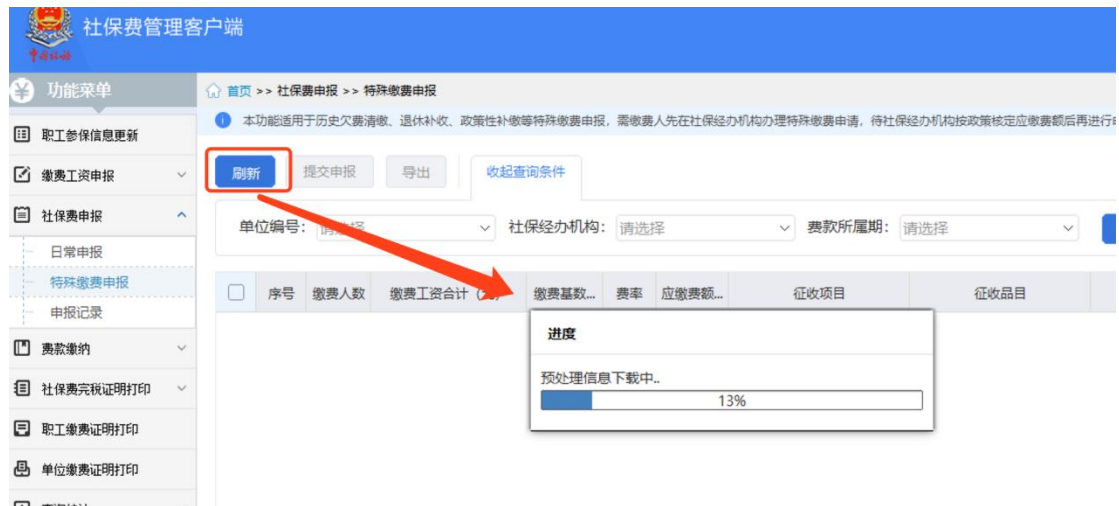 社保费管理客户端
中国税务
功能菜单
首页 >> 社保费申报 >> 特殊缴费申报
本功能适用于历史欠费清缴、退休补收、政策性补缴等特殊缴费申报，需缴费人先在社保经办机构办理特殊缴费申请，待社保经办机构按政策核定应缴费额后再进行
职工参保信息更新
缴费工资申报
社保费申报
日常申报
特殊缴费申报
申报记录
费款缴纳
社保费完税证明打印
职工缴费证明打印
单位缴费证明打印
刷新 提交申报 导出 收起查询条件
单位编号： 请选择 社保经办机构： 请选择 费款所属期： 请选择
序号 缴费人数 缴费工资合计 缴费基数... 费率 应缴费额... 征收项目 征收品目
进度
预处理信息下载中..
13%